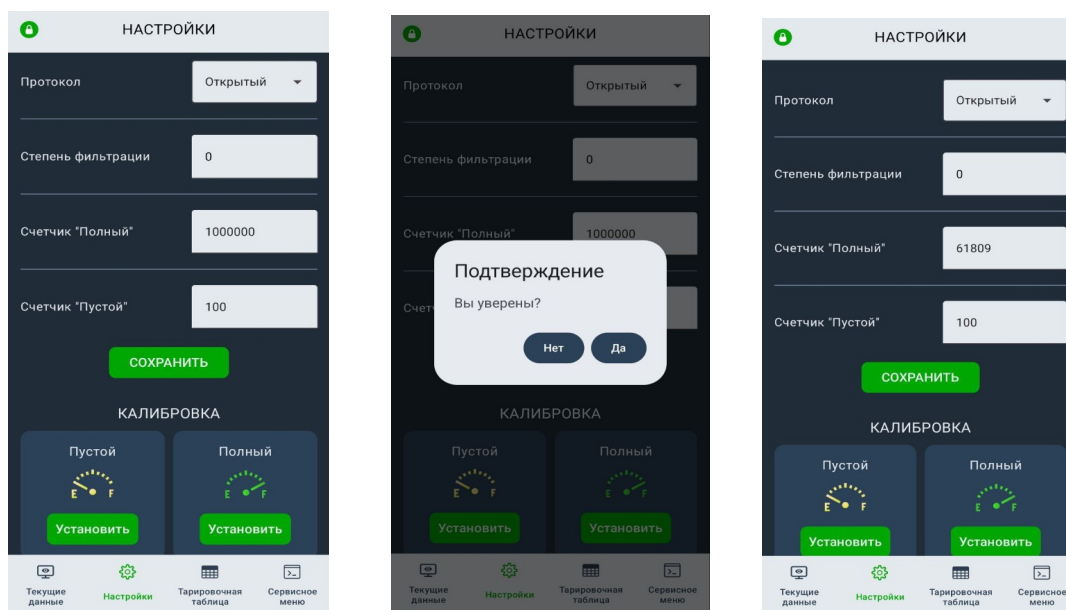 НАСТРОЙКИ
Протокол
Открытый
Степень фильтрации
0
Счетчик "Полный"
1000000
Счетчик "Пустой"
100
СОХРАНИТЬ
КАЛИБРОВКА
Пустой
Полный
E F
E F
Установить
Установить
Текущие данные
Настройки
Тарировочная таблица
Сервисное меню
НАСТРОЙКИ
Протокол
Открытый
Степень фильтрации
0
Счетчик "Полный"
1000000
Счет
Подтверждение
Вы уверены?
Нет
Да
КАЛИБРОВКА
Пустой
Полный
E F
E F
Установить
Установить
Текущие данные
Настройки
Тарировочная таблица
Сервисное меню
НАСТРОЙКИ
Протокол
Открытый
Степень фильтрации
0
Счетчик "Полный"
61809
Счетчик "Пустой"
100
СОХРАНИТЬ
КАЛИБРОВКА
Пустой
Полный
E F
E F
Установить
Установить
Текущие данные
Настройки
Тарировочная таблица
Сервисное меню